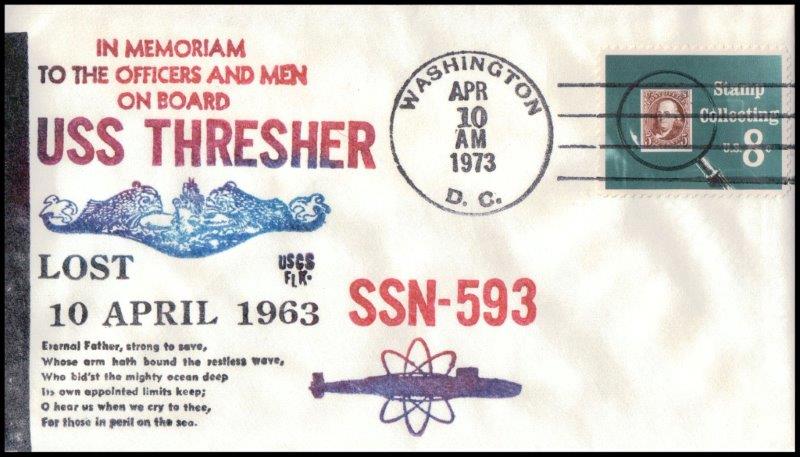 IN MEMORIAM
TO THE OFFICERS AND MEN
ON BOARD
USS THRESHER
LOST
USCS
FLK.
10 APRIL 1963
Eternal Father, strong to save,
Whose arm hath bound the restless wave,
Who bid'st the mighty ocean deep
Its own appointed limits keep;
O hear us when we cry to thee,
For those in peril on the sea.
SSN-593
WASHINGTON
APR
10
AM
1973
D. C.
Stamp
Collecting
U.S. 8c
5 5